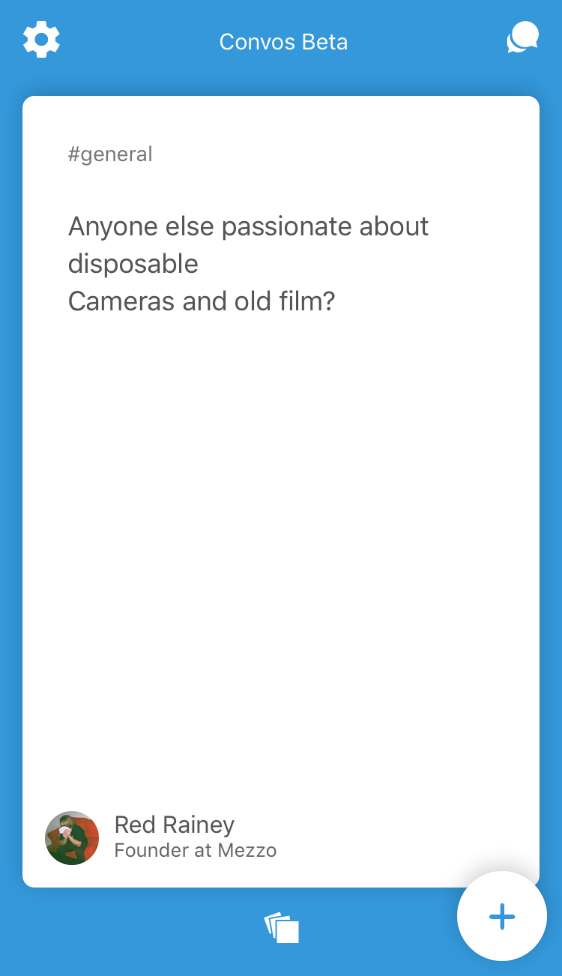 Convos Beta
#general
Anyone else passionate about
disposable
Cameras and old film?
Red Rainey
Founder at Mezzo